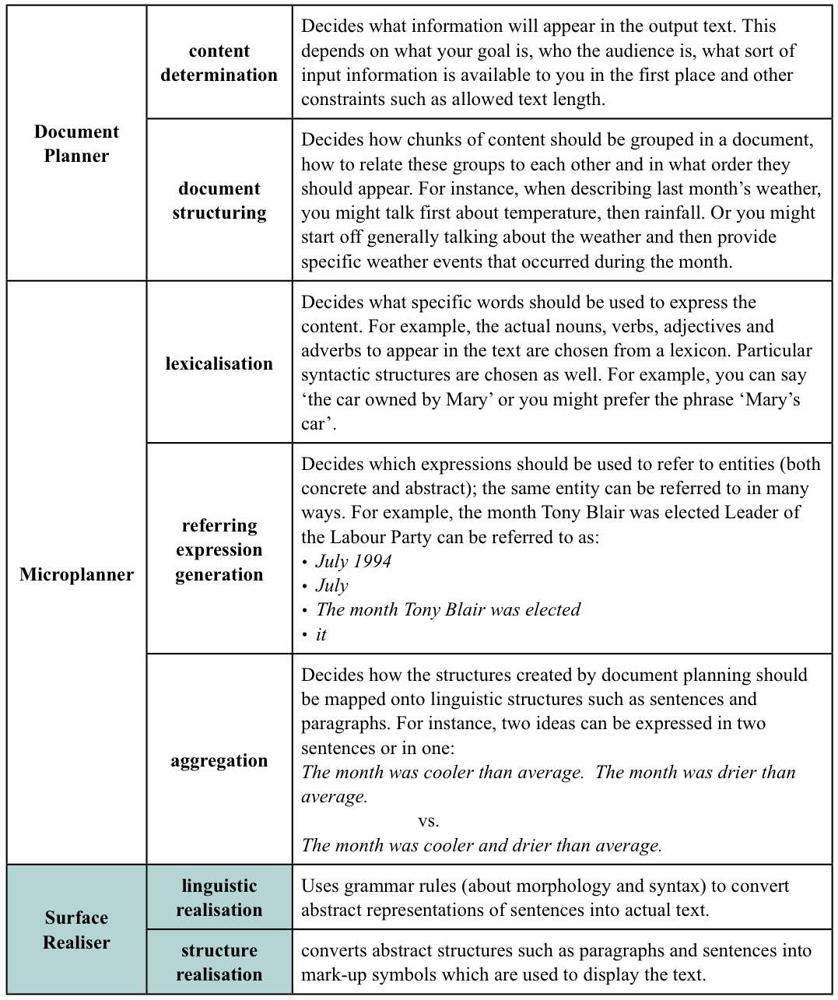 Document
Planner
content
determination
Decides what information will appear in the output text. This
depends on what your goal is, who the audience is, what sort of
input information is available to you in the first place and other
constraints such as allowed text length.
document
structuring
Decides how chunks of content should be grouped in a document,
how to relate these groups to each other and in what order they
should appear. For instance, when describing last month’s weather,
you might talk first about temperature, then rainfall. Or you might
start off generally talking about the weather and then provide
specific weather events that occurred during the month.
Microplanner
lexicalisation
Decides what specific words should be used to express the
content. For example, the actual nouns, verbs, adjectives and
adverbs to appear in the text are chosen from a lexicon. Particular
syntactic structures are chosen as well. For example, you can say
‘the car owned by Mary’ or you might prefer the phrase ‘Mary’s
car’.
referring
expression
generation
Decides which expressions should be used to refer to entities (both
concrete and abstract); the same entity can be referred to in many
ways. For example, the month Tony Blair was elected Leader of
the Labour Party can be referred to as:
• July 1994
• July
• The month Tony Blair was elected
• it
aggregation
Decides how the structures created by document planning should
be mapped onto linguistic structures such as sentences and
paragraphs. For instance, two ideas can be expressed in two
sentences or in one:
The month was cooler than average.  The month was drier than
average.
vs.
The month was cooler and drier than average.
Surface
Realiser
linguistic
realisation
Uses grammar rules (about morphology and syntax) to convert
abstract representations of sentences into actual text.
structure
realisation
converts abstract structures such as paragraphs and sentences into
mark-up symbols which are used to display the text.